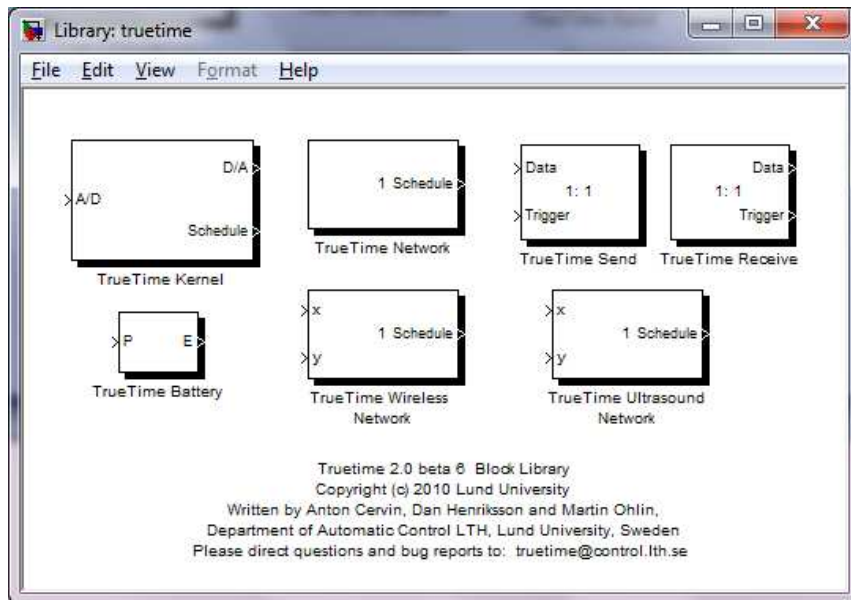 Library: truetime
File Edit View Format Help
A/D
D/A
Schedule
TrueTime Kernel
1 Schedule
TrueTime Network
Data
1: 1
Trigger
TrueTime Send
Data
1: 1
Trigger
TrueTime Receive
P E
TrueTime Battery
x
1 Schedule
y
TrueTime Wireless
Network
x
1 Schedule
y
TrueTime Ultrasound
Network
Truetime 2.0 beta 6 Block Library
Copyright (c) 2010 Lund University
Written by Anton Cervin, Dan Henriksson and Martin Ohlin,
Department of Automatic Control LTH, Lund University, Sweden
Please direct questions and bug reports to: truetime@control.lth.se